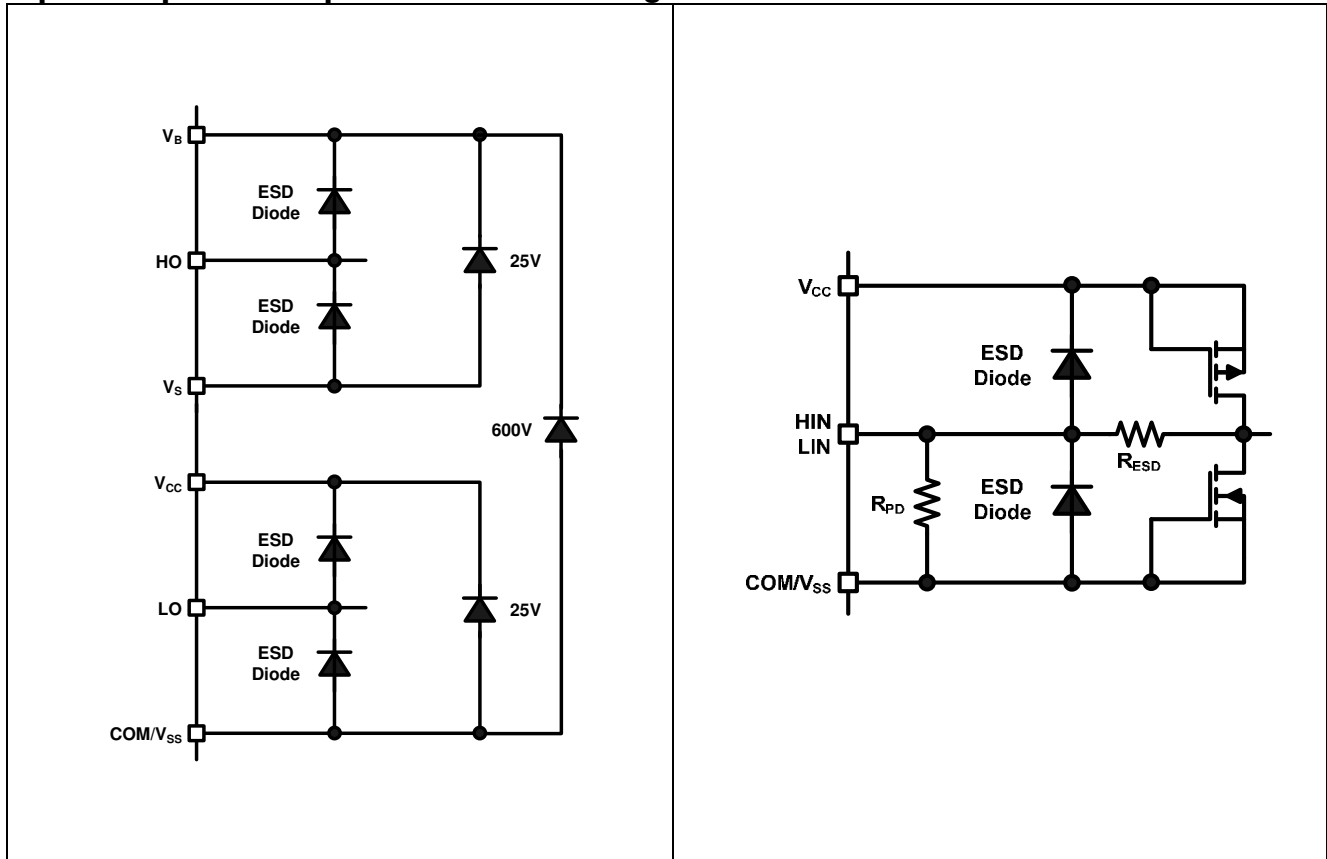 V_B
ESD
Diode
HO
ESD
Diode
25V
V_S
600V
V_CC
ESD
Diode
LO
ESD
Diode
25V
COM/V_SS
V_CC
ESD
Diode
HIN
LIN
R_ESD
R_PD
ESD
Diode
COM/V_SS